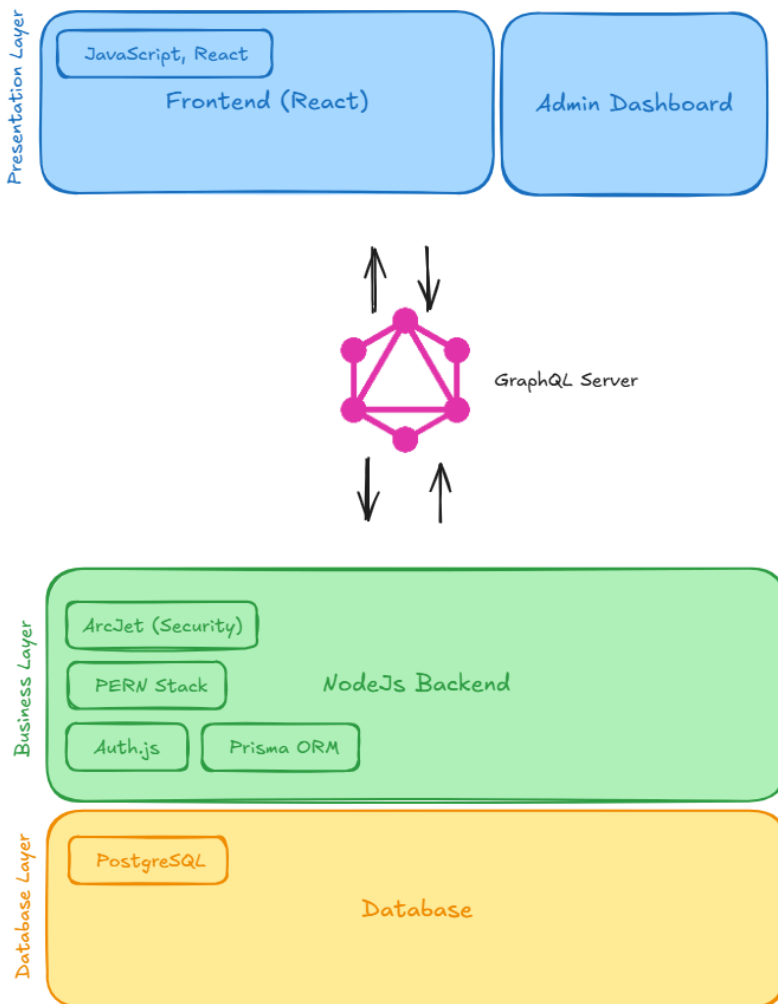 Presentation Layer
JavaScript, React
Frontend (React)
Admin Dashboard
GraphQL Server
Business Layer
ArcJet (Security)
PERN Stack
NodeJs Backend
Auth.js
Prisma ORM
Database Layer
PostgreSQL
Database